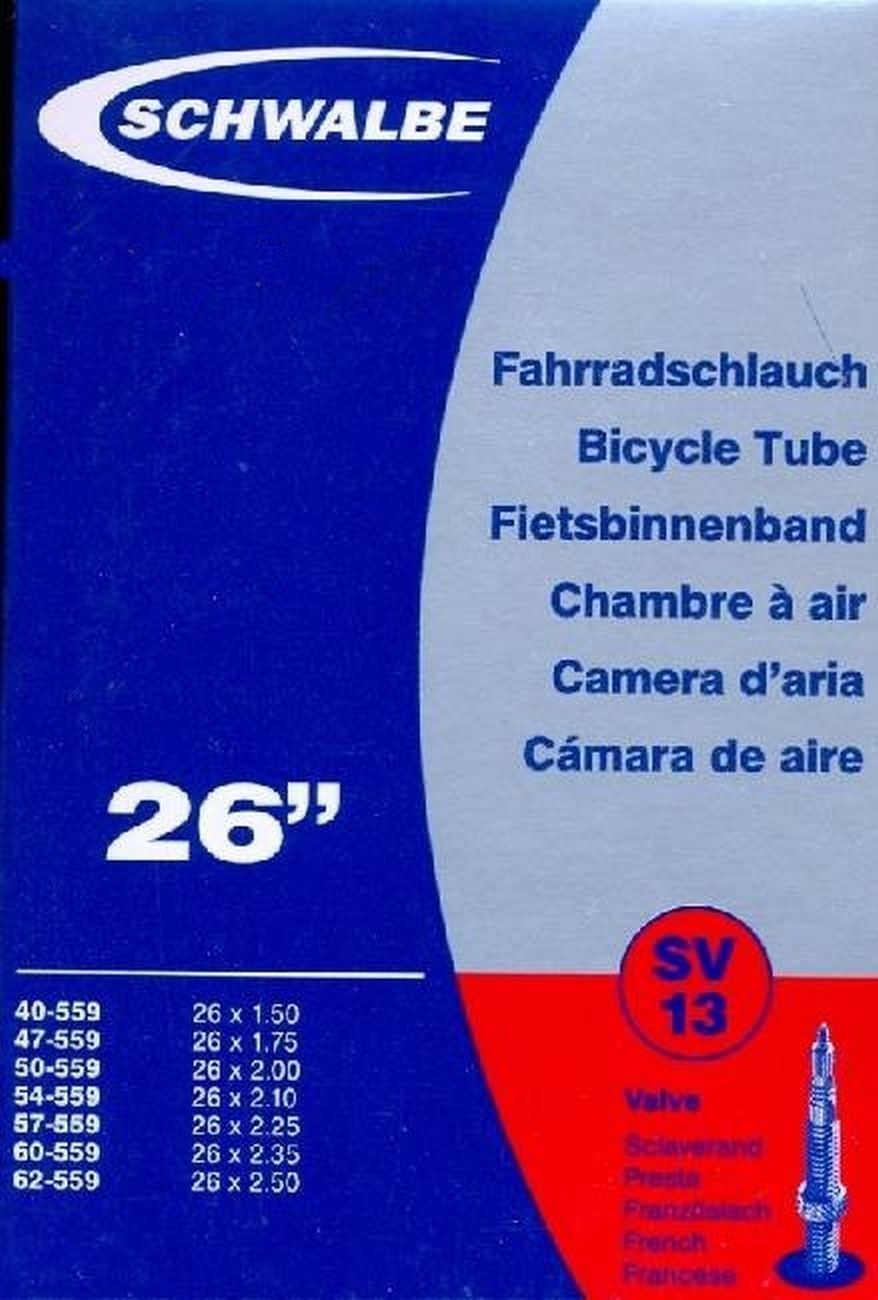 SCHWALBE
Fahrradschlauch
Bicycle Tube
Fietsbinnenband
Chambre à air
Camera d'aria
Cámara de aire
26”
40-559 26 x 1.50
47-559 26 x 1.75
50-559 26 x 2.00
54-559 26 x 2.10
57-559 26 x 2.25
60-559 26 x 2.35
62-559 26 x 2.50
SV
13
Valve
Sclaverand
Presta
Französisch
French
Francese